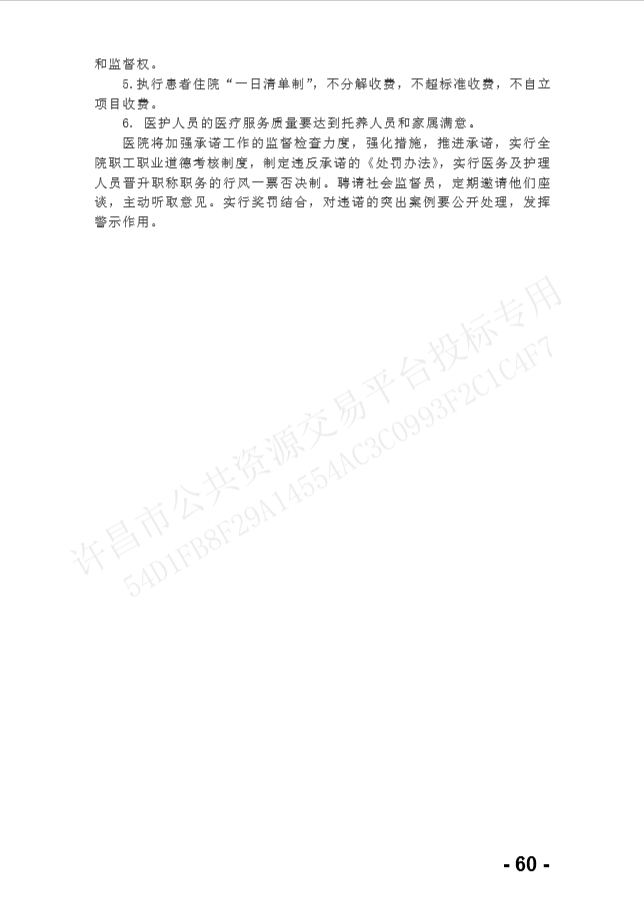 和监督权。
5.执行患者住院“一日清单制”，不分解收费，不超标准收费，不自立
项目收费。
6. 医护人员的医疗服务质量要达到托养人员和家属满意。
医院将加强承诺工作的监督检查力度，强化措施，推进承诺，实行全
院职工职业道德考核制度，制定违反承诺的《处罚办法》，实行医务及护理
人员晋升职称职务的行风一票否决制。聘请社会监督员，定期邀请他们座
谈，主动听取意见。实行奖罚结合，对违诺的突出案例要公开处理，发挥
警示作用。
许昌市公共资源交易平台投标专用
54D1FB8F29A14554AC3C0993F2C1C4F7
- 60 -